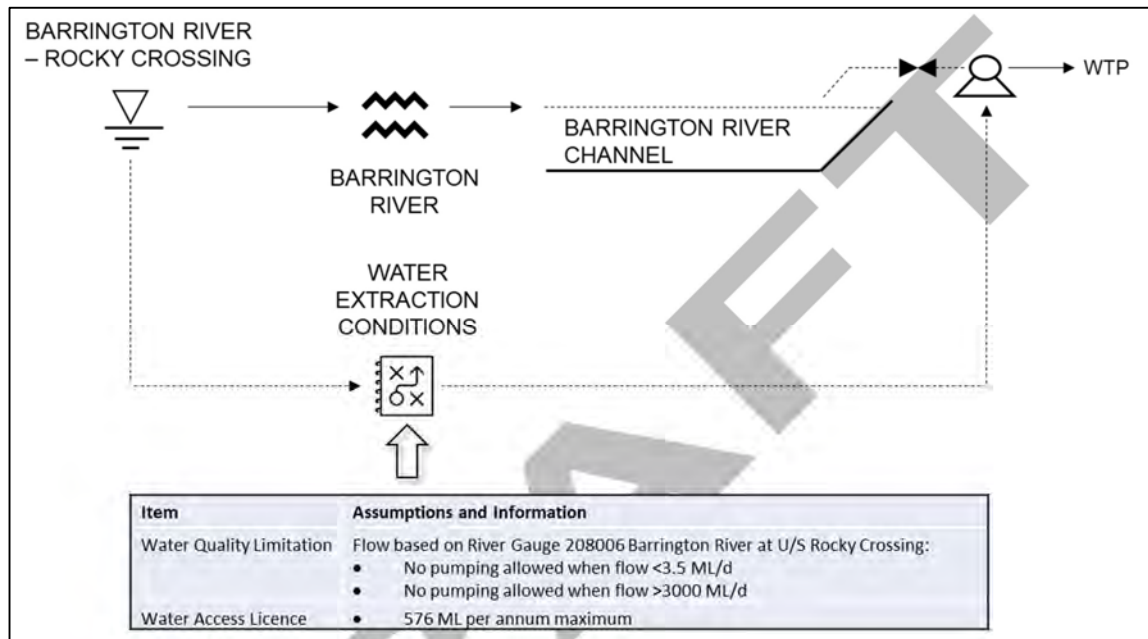 BARRINGTON RIVER
– ROCKY CROSSING
WTP
BARRINGTON RIVER
CHANNEL
BARRINGTON
RIVER
WATER
EXTRACTION
CONDITIONS
Item Assumptions and Information
Water Quality Limitation Flow based on River Gauge 208006 Barrington River at U/S Rocky Crossing:
• No pumping allowed when flow <3.5 ML/d
• No pumping allowed when flow >3000 ML/d
Water Access Licence • 576 ML per annum maximum
DRAFT